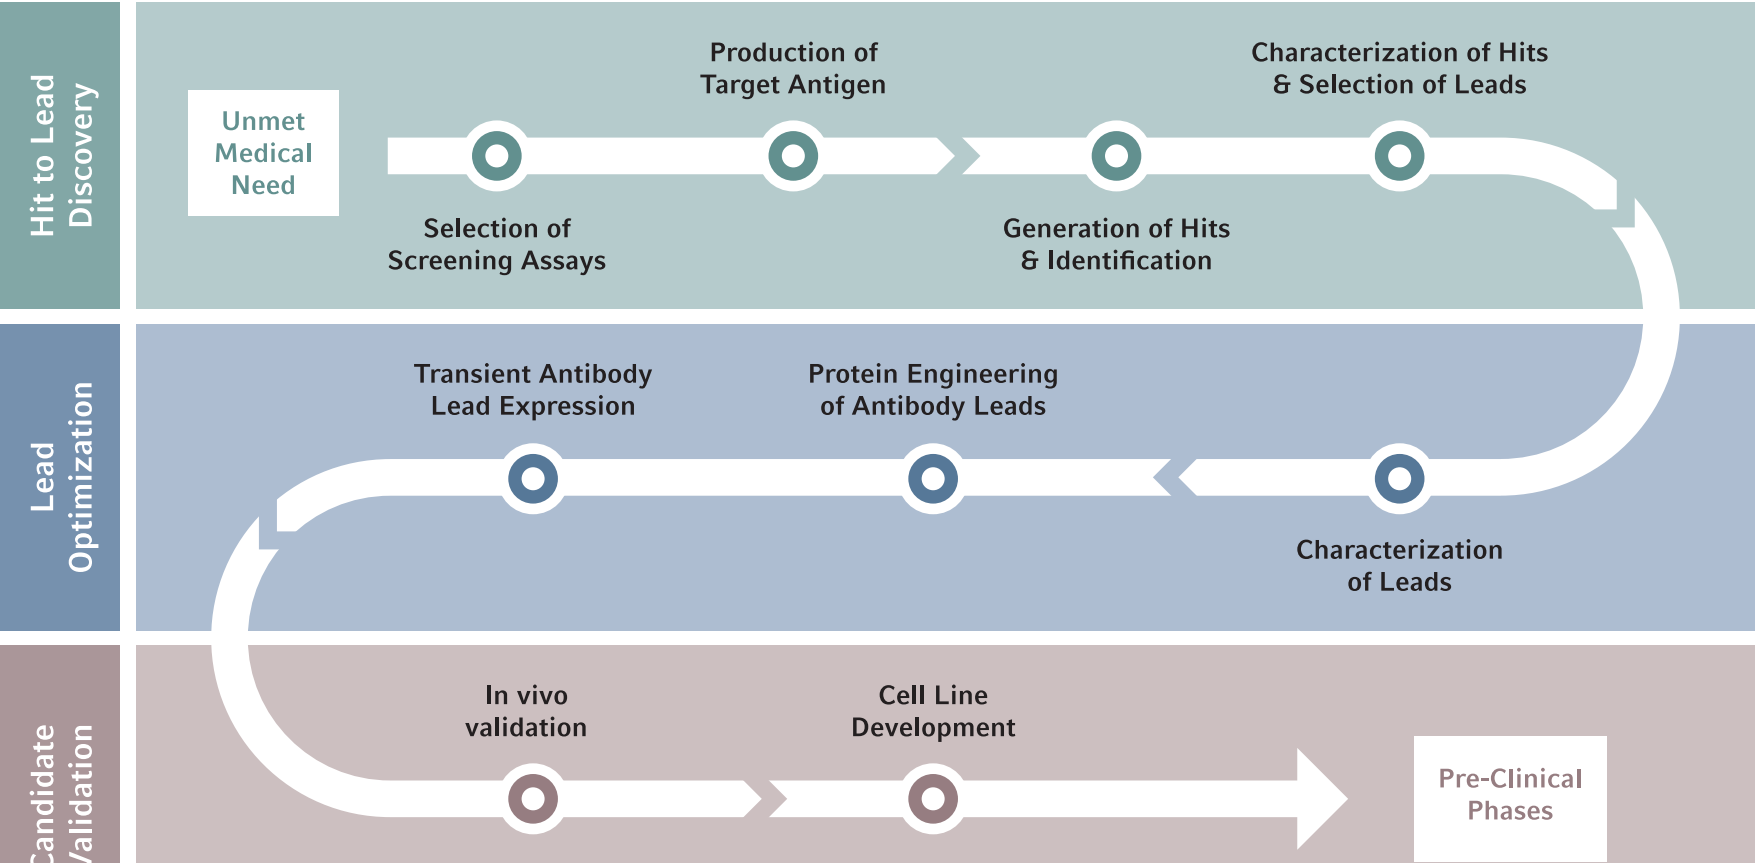 Hit to Lead
Discovery
Unmet
Medical
Need
Selection of
Screening Assays
Production of
Target Antigen
Generation of Hits
& Identification
Characterization of Hits
& Selection of Leads
Lead
Optimization
Characterization
of Leads
Protein Engineering
of Antibody Leads
Transient Antibody
Lead Expression
Candidate
Validation
In vivo
validation
Cell Line
Development
Pre-Clinical
Phases